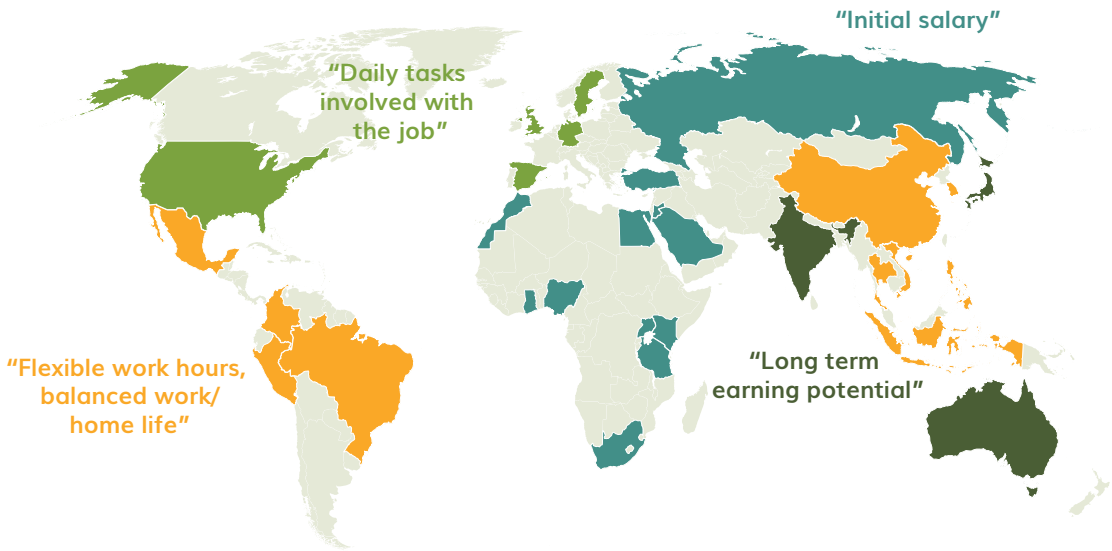 “Initial salary”
“Daily tasks
involved with
the job”
“Flexible work hours,
balanced work/
home life”
“Long term
earning potential”